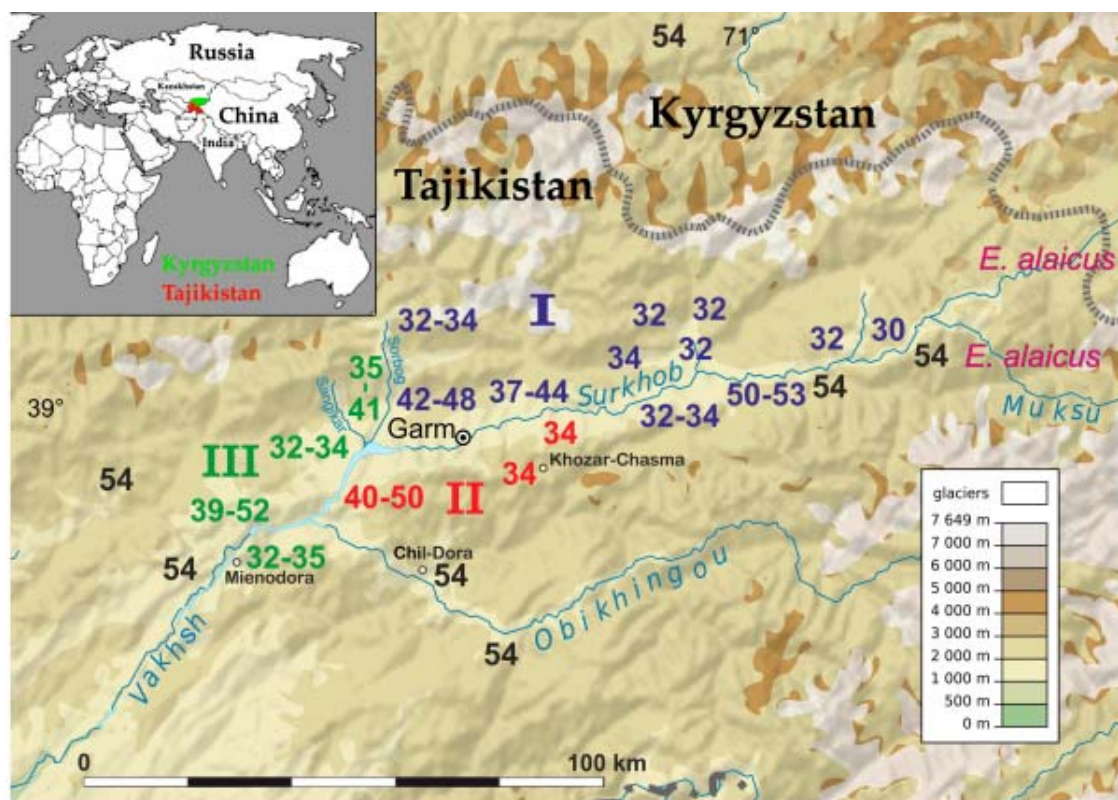 Russia
Kazakhstan
China
India
Kyrgyzstan
Tajikistan
54
71°
Kyrgyzstan
Tajikistan
E. alaicus
32-34
I
32
32
35
-
41
Sorbog
34
32
32
30
54
E. alaicus
39°
42-48
37-44
Surkhob
50-53
54
Muksu
Garm
32-34
III
32-34
34
34
Khozar-Chasma
54
39-52
40-50
II
54
32-35
Mienodora
Chil-Dora
54
Obikhingou
54
Vakhsh
glaciers
7 649 m
7 000 m
6 000 m
5 000 m
4 000 m
3 000 m
2 000 m
1 000 m
500 m
0 m
0
100 km